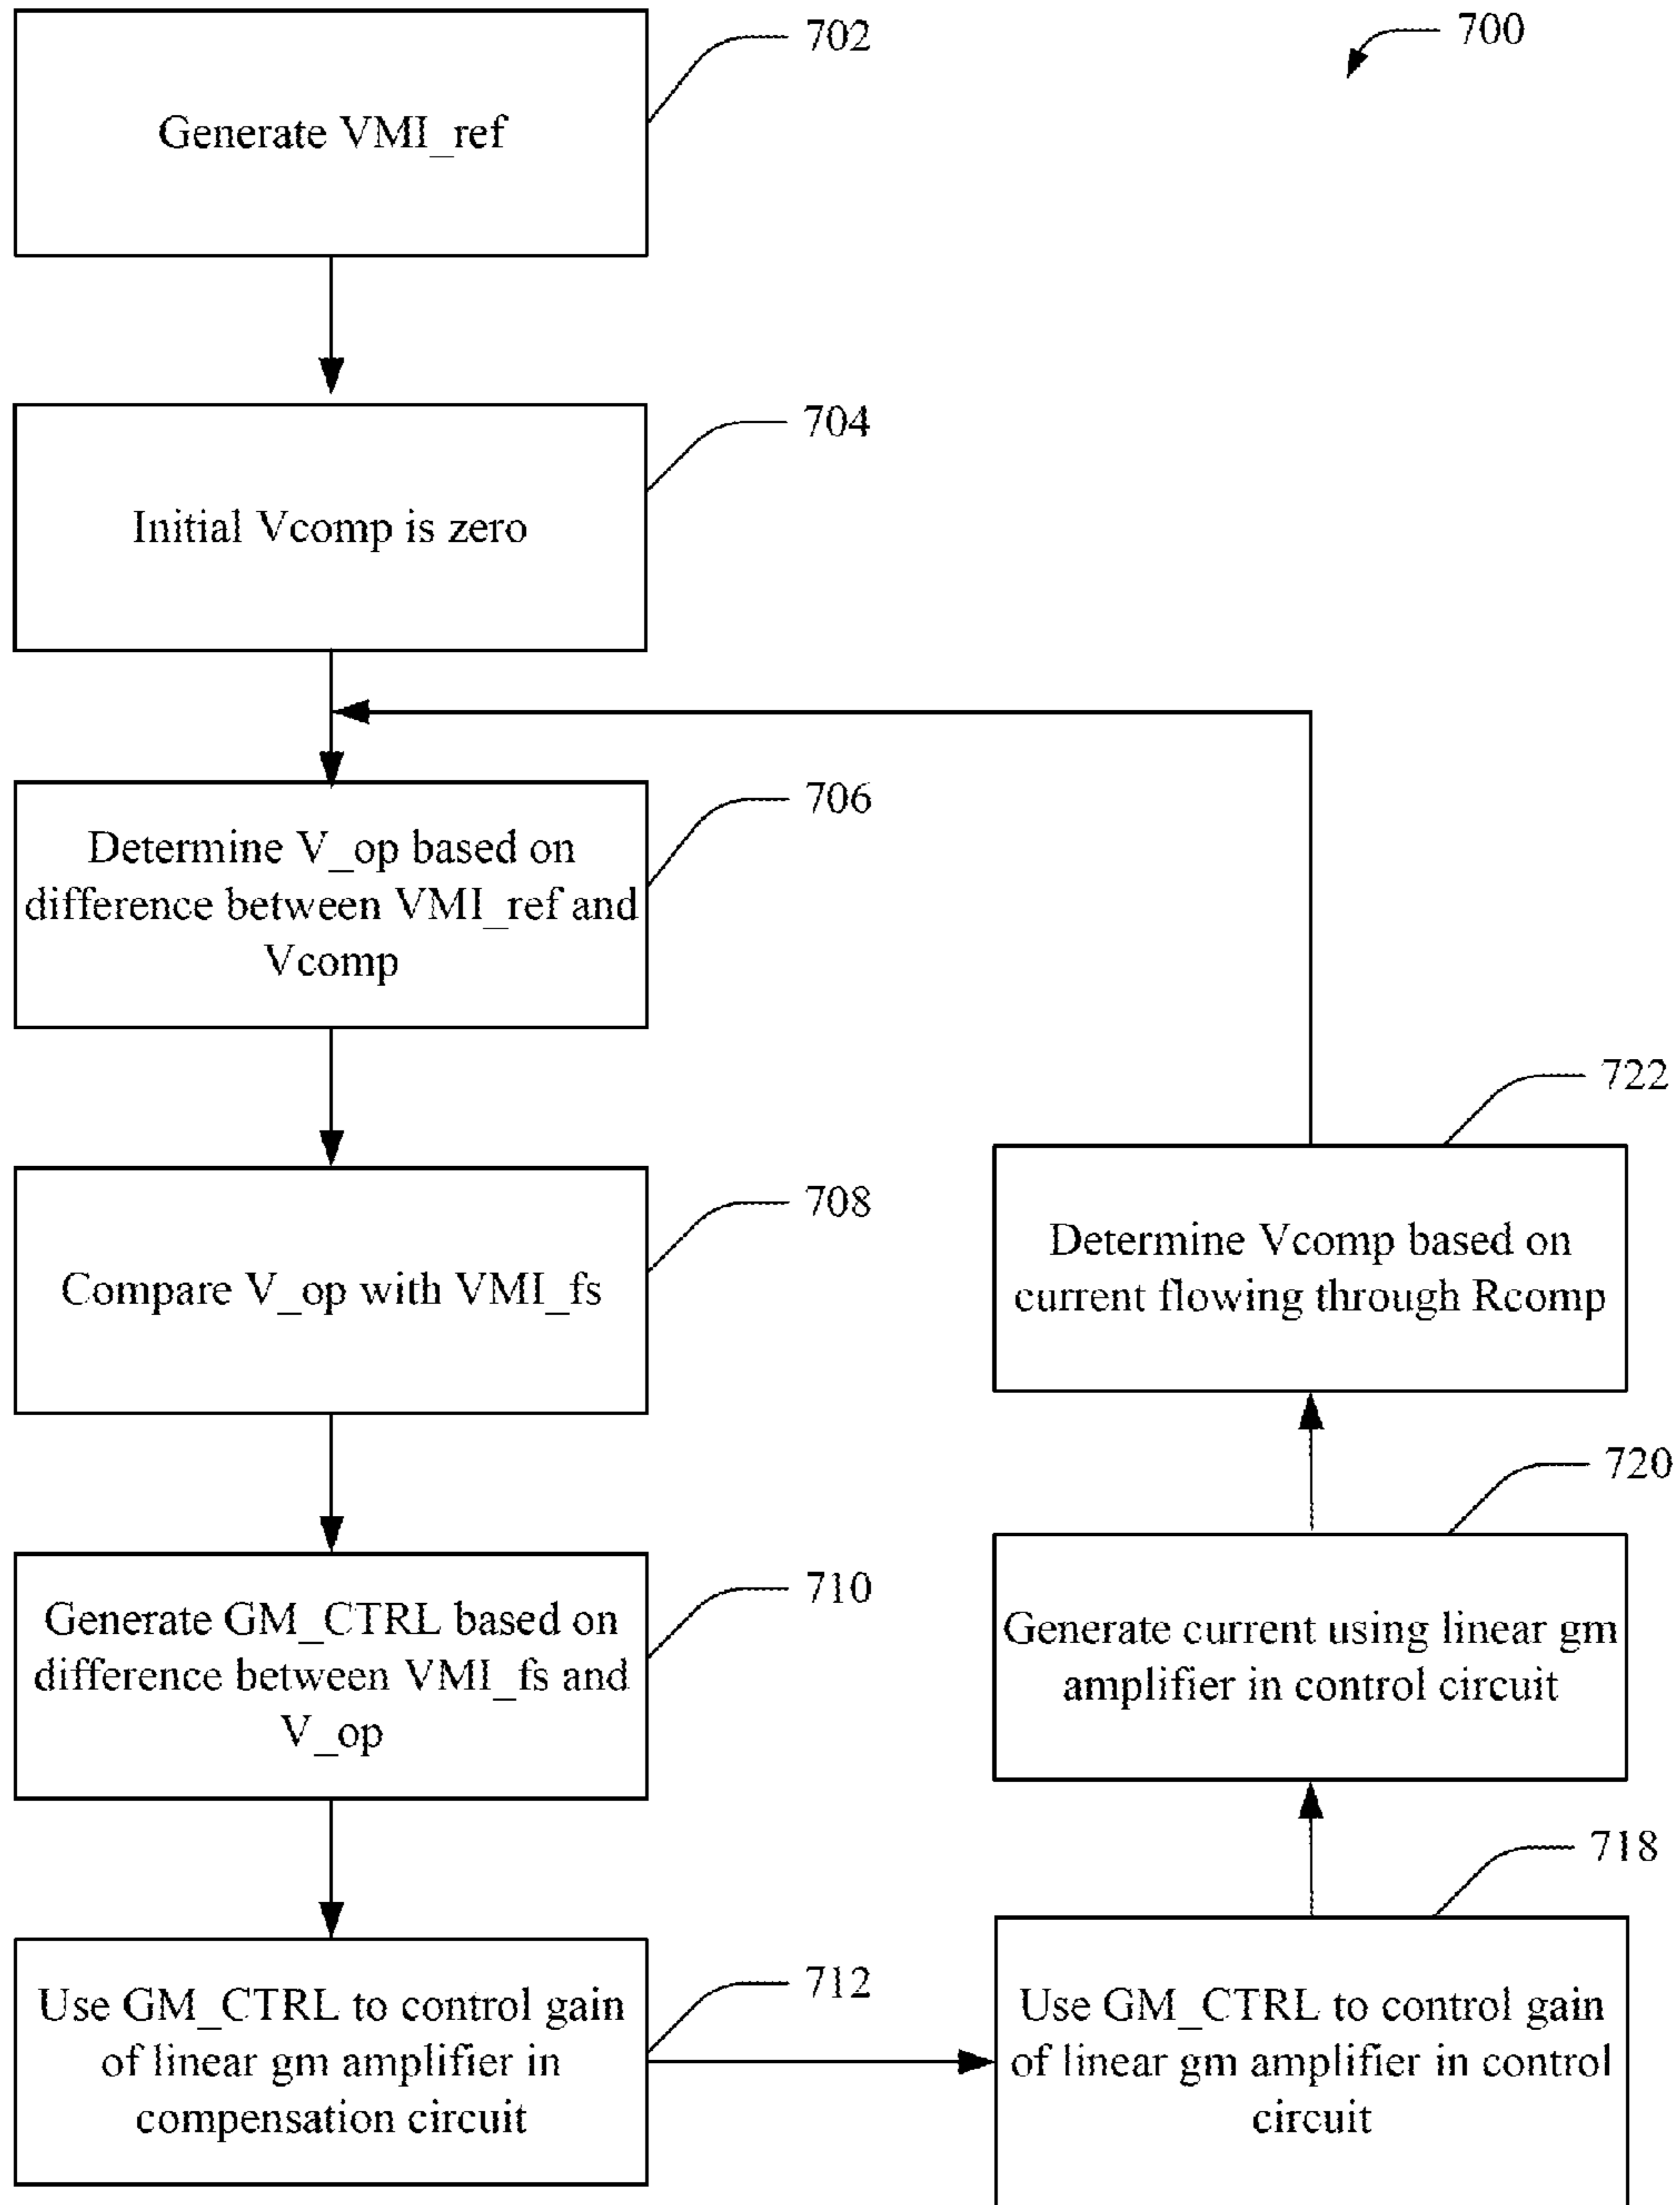 700
702
Generate VMI_ref
704
Initial Vcomp is zero
706
Determine V_op based on
difference between VMI_ref and
Vcomp
708
Compare V_op with VMI_fs
710
Generate GM_CTRL based on
difference between VMI_fs and
V_op
712
Use GM_CTRL to control gain
of linear gm amplifier in
compensation circuit
718
Use GM_CTRL to control gain
of linear gm amplifier in control
circuit
720
Generate current using linear gm
amplifier in control circuit
722
Determine Vcomp based on
current flowing through Rcomp